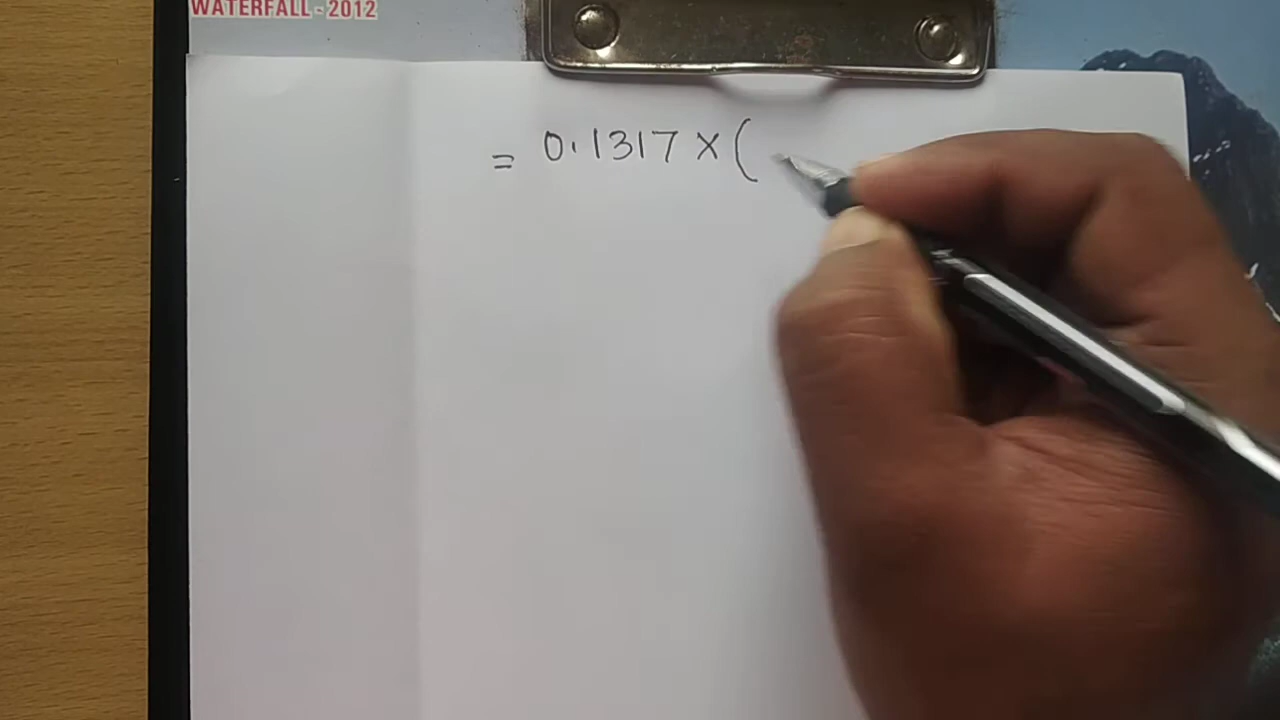 WATERFALL - 2012
= 0.1317 × (